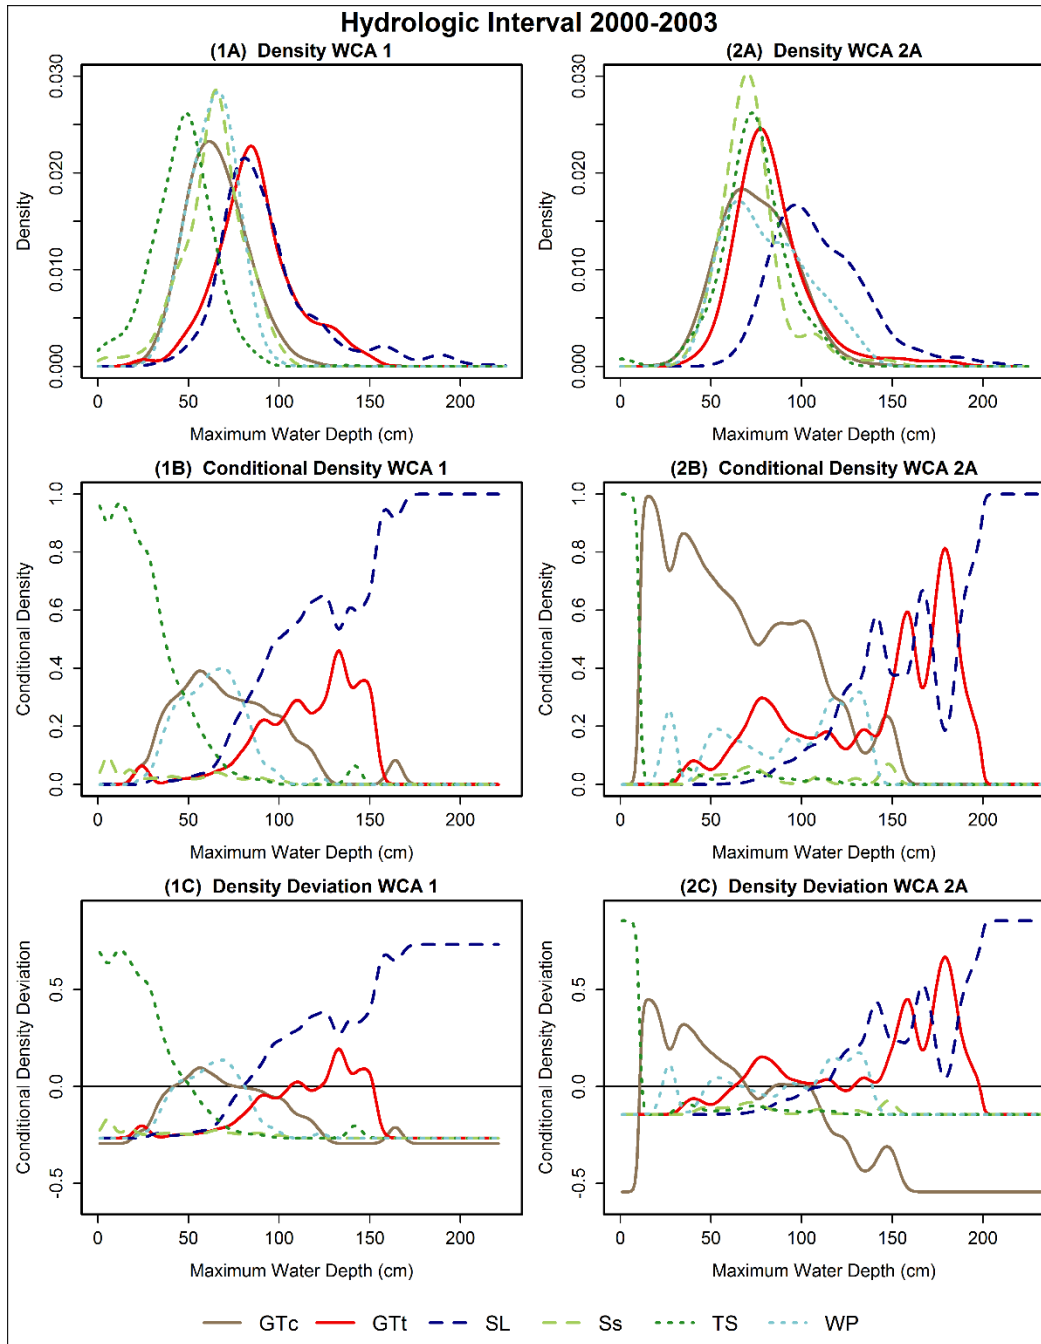 Hydrologic Interval 2000-2003
(1A) Density WCA 1
(2A) Density WCA 2A
Density
0.000 0.010 0.020 0.030
0 50 100 150 200
Maximum Water Depth (cm)
Density
0.000 0.010 0.020 0.030
0 50 100 150 200
Maximum Water Depth (cm)
(1B) Conditional Density WCA 1
(2B) Conditional Density WCA 2A
Conditional Density
0.0 0.2 0.4 0.6 0.8 1.0
0 50 100 150 200
Maximum Water Depth (cm)
Conditional Density
0.0 0.2 0.4 0.6 0.8 1.0
0 50 100 150 200
Maximum Water Depth (cm)
(1C) Density Deviation WCA 1
(2C) Density Deviation WCA 2A
Conditional Density Deviation
-0.5 0.0 0.5
0 50 100 150 200
Maximum Water Depth (cm)
Conditional Density Deviation
-0.5 0.0 0.5
0 50 100 150 200
Maximum Water Depth (cm)
GTc GTt SL Ss TS WP